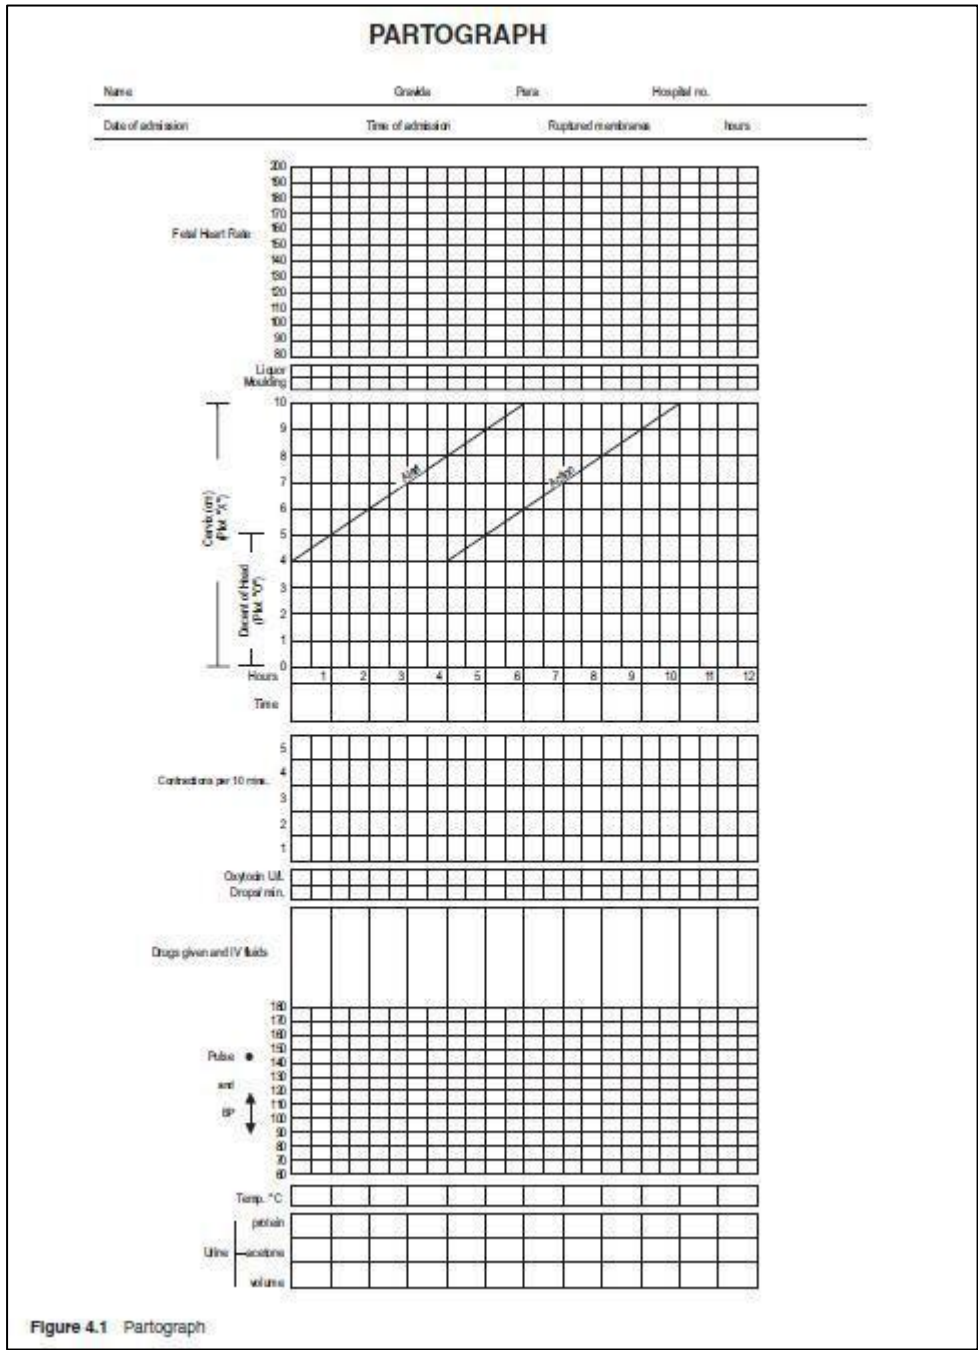 PARTOGRAPH
Name Gravida Para Hospital no.
Date of admission Time of admission Ruptured membranes hours
200
190
180
170
Fetal Heart Rate 160
150
140
130
120
110
100
90
80
Liquor
Moulding
10
9
8
7
6
5
4
3
2
1
0
Alert
Action
Cervix (cm)
(Plot "X")
Decent of Head
(Plot "O")
Hours 1 2 3 4 5 6 7 8 9 10 11 12
Time
5
4
Contractions per 10 mins.
3
2
1
Oxytocin U/L
Drops/min.
Drugs given and IV fluids
180
170
160
150
Pulse
140
130
and
120
110
BP
100
90
80
70
60
Temp. °C
protein
Urine acetone
volume
Figure 4.1 Partograph